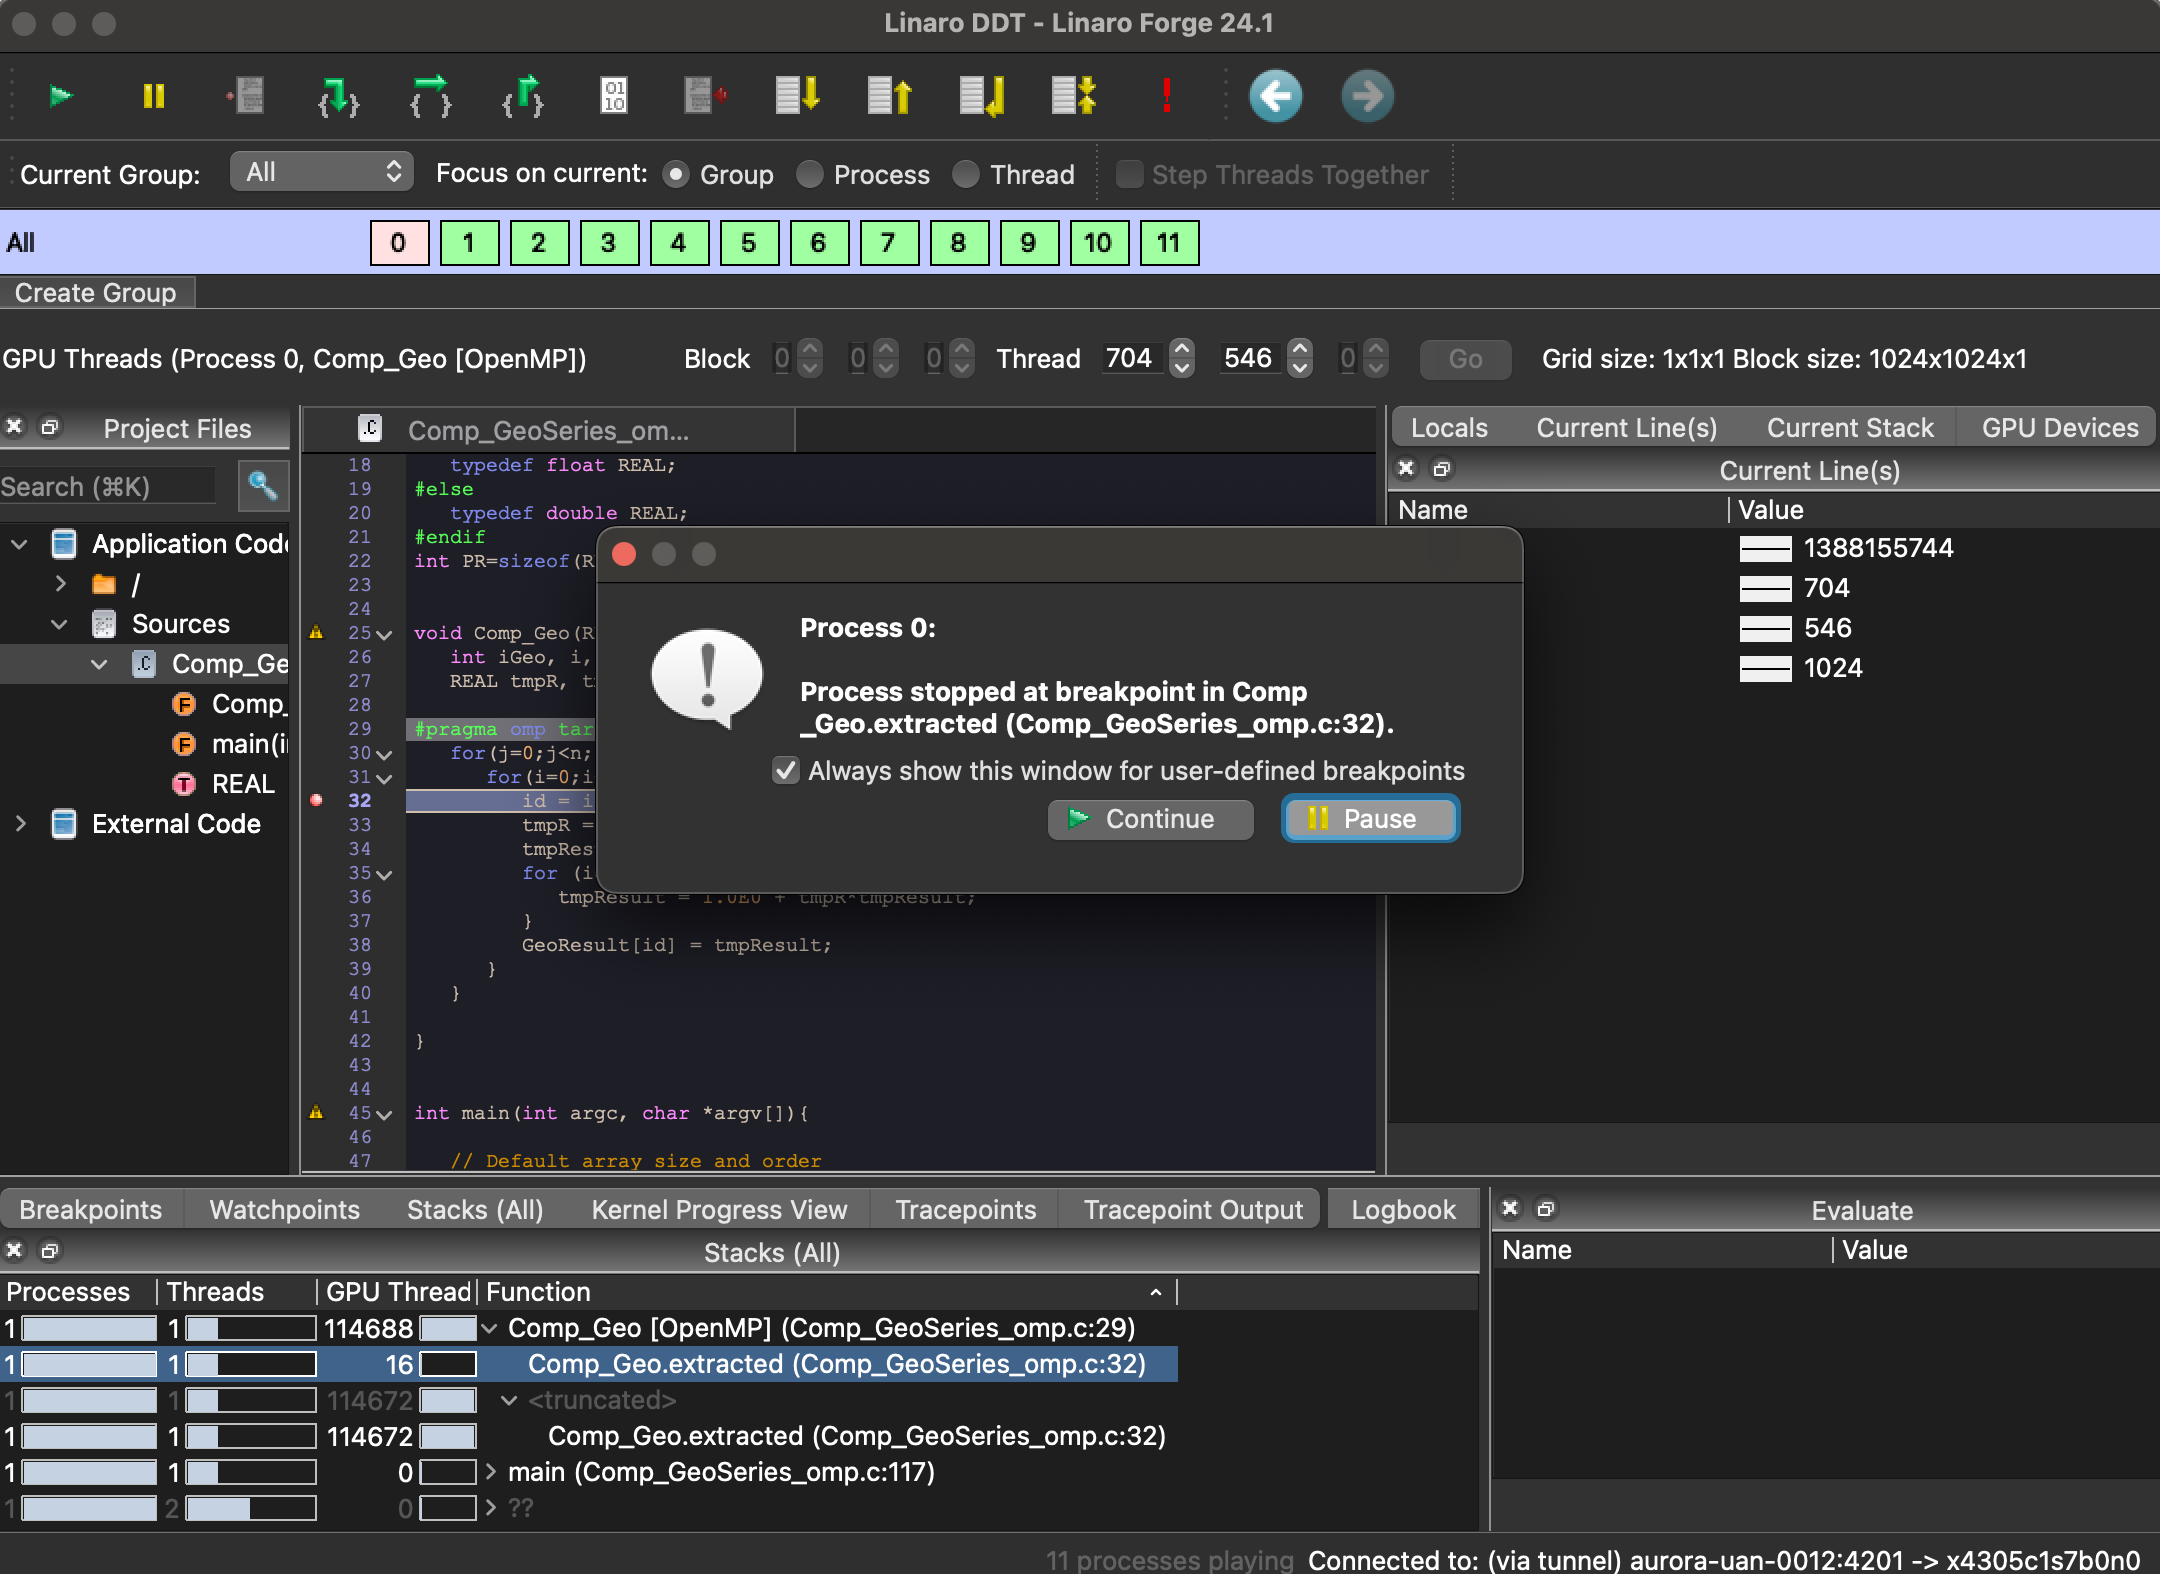 Linaro DDT - Linaro Forge 24.1
01
10
Current Group: All Focus on current: Group Process Thread Step Threads Together
All 0 1 2 3 4 5 6 7 8 9 10 11
Create Group
GPU Threads (Process 0, Comp_Geo [OpenMP]) Block 0 0 0 Thread 704 546 0 Go Grid size: 1x1x1 Block size: 1024x1024x1
Project Files
Search (⌘K)
Application Code
/
Sources
.C Comp_Ge
F Comp_
F main(i
T REAL
External Code
.C Comp_GeoSeries_om...
18 typedef float REAL;
19 #else
20 typedef double REAL;
21 #endif
22 int PR=sizeof(R
23
24
25 void Comp_Geo(R
26 int iGeo, i,
27 REAL tmpR, t
28
29 #pragma omp tar
30 for(j=0;j<n;
31 for(i=0;i
32 id = i
33 tmpR =
34 tmpRes
35 for (i
36 tmpResult = 1.0E0 + tmpR*tmpResult;
37 }
38 GeoResult[id] = tmpResult;
39 }
40 }
41
42 }
43
44
45 int main(int argc, char *argv[]){
46
47 // Default array size and order
Process 0:
Process stopped at breakpoint in Comp
_Geo.extracted (Comp_GeoSeries_omp.c:32).
Always show this window for user-defined breakpoints
Continue Pause
Locals Current Line(s) Current Stack GPU Devices
Current Line(s)
Name Value
1388155744
704
546
1024
Breakpoints Watchpoints Stacks (All) Kernel Progress View Tracepoints Tracepoint Output Logbook
Stacks (All)
Processes Threads GPU Thread Function
1 1 114688 Comp_Geo [OpenMP] (Comp_GeoSeries_omp.c:29)
1 1 16 Comp_Geo.extracted (Comp_GeoSeries_omp.c:32)
1 1 114672 <truncated>
1 1 114672 Comp_Geo.extracted (Comp_GeoSeries_omp.c:32)
1 1 0 main (Comp_GeoSeries_omp.c:117)
1 2 0 ??
Evaluate
Name Value
11 processes playing Connected to: (via tunnel) aurora-uan-0012:4201 -> x4305c1s7b0n0